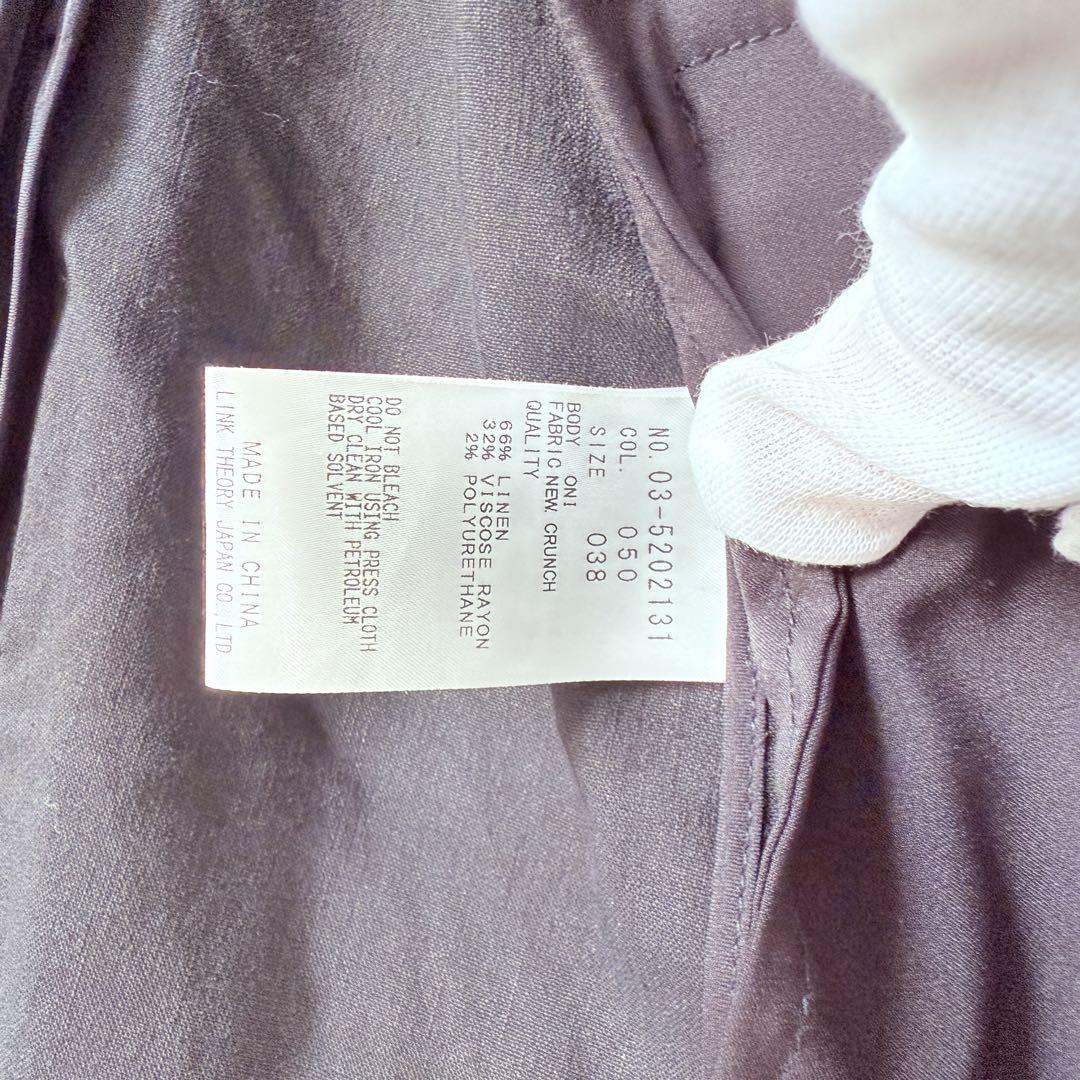 NO. 03-5202131
COL. 050
SIZE 038
BODY ONI
FABRIC NEW CRUNCH
QUALITY
66% LINEN
32% VISCOSE RAYON
2% POLYURETHANE
DO NOT BLEACH
COOL IRON USING PRESS CLOTH
DRY CLEAN WITH PETROLEUM
BASED SOLVENT
MADE IN CHINA
LINK THEORY JAPAN CO., LTD.